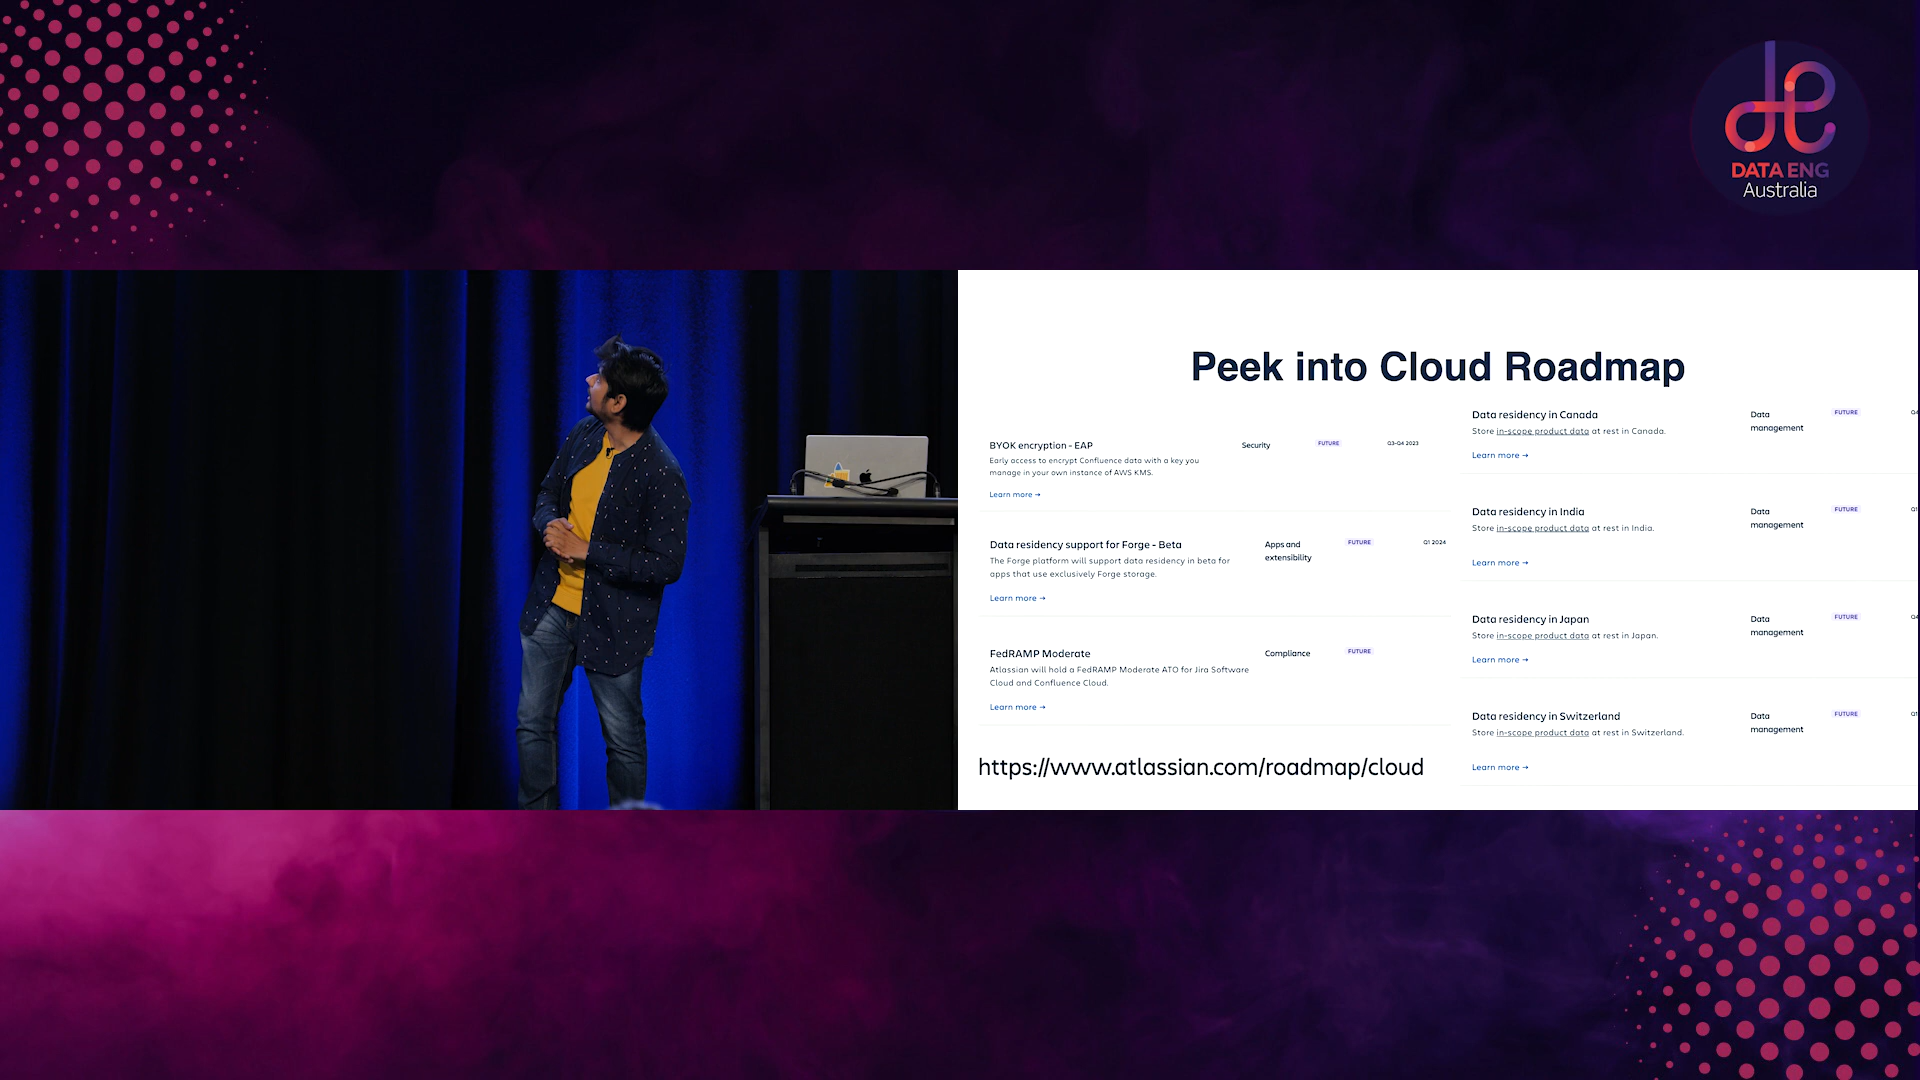 DATA ENG
Australia
Peek into Cloud Roadmap
BYOK encryption - EAP
Early access to encrypt Confluence data with a key you
manage in your own instance of AWS KMS.
Learn more →
Security
FUTURE
Q3-Q4 2023
Data residency support for Forge - Beta
The Forge platform will support data residency in beta for
apps that use exclusively Forge storage.
Learn more →
Apps and
extensibility
FUTURE
Q1 2024
FedRAMP Moderate
Atlassian will hold a FedRAMP Moderate ATO for Jira Software
Cloud and Confluence Cloud.
Learn more →
Compliance
FUTURE
https://www.atlassian.com/roadmap/cloud
Data residency in Canada
Store in-scope product data at rest in Canada.
Learn more →
Data
management
FUTURE
Data residency in India
Store in-scope product data at rest in India.
Learn more →
Data
management
FUTURE
Data residency in Japan
Store in-scope product data at rest in Japan.
Learn more →
Data
management
FUTURE
Data residency in Switzerland
Store in-scope product data at rest in Switzerland.
Learn more →
Data
management
FUTURE